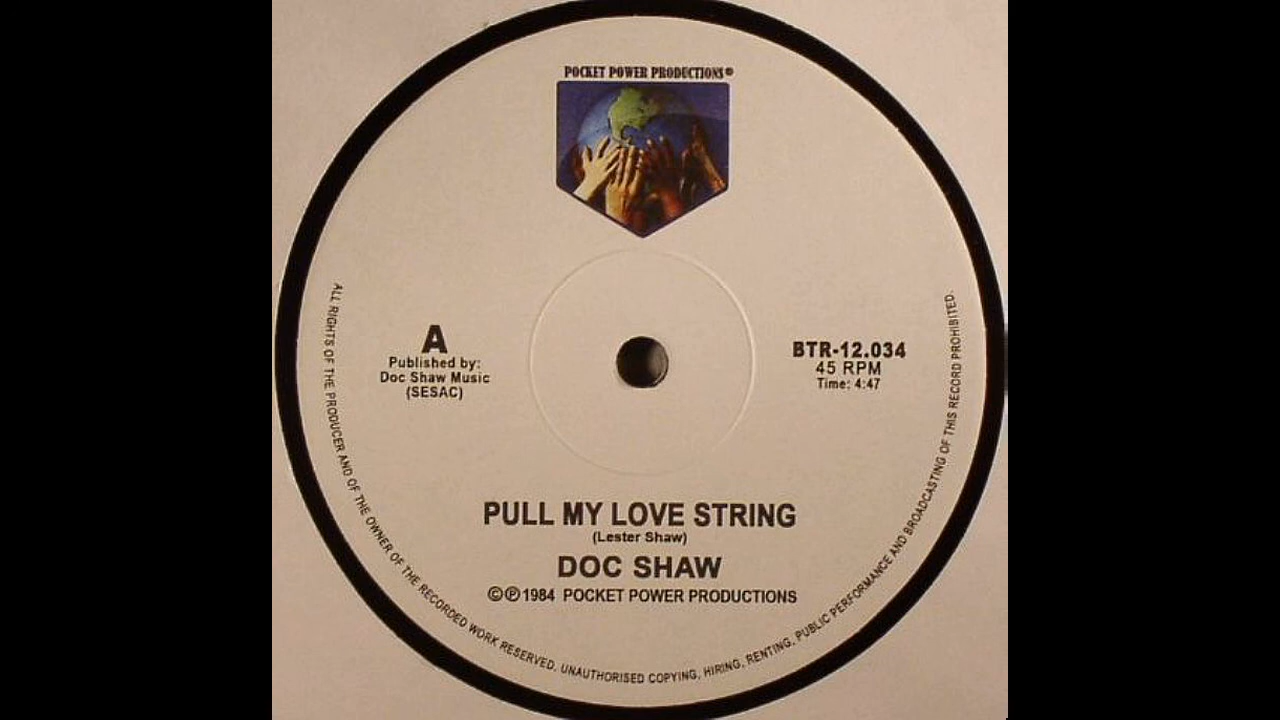 POCKET POWER PRODUCTIONS®
A
Published by:
Doc Shaw Music
(SESAC)
BTR-12.034
45 RPM
Time: 4:47
PULL MY LOVE STRING
(Lester Shaw)
DOC SHAW
©℗1984 POCKET POWER PRODUCTIONS
ALL RIGHTS OF THE PRODUCER AND OF THE OWNER OF THE RECORDED WORK RESERVED. UNAUTHORISED COPYING, HIRING, RENTING, PUBLIC PERFORMANCE AND BROADCASTING OF THIS RECORD PROHIBITED.